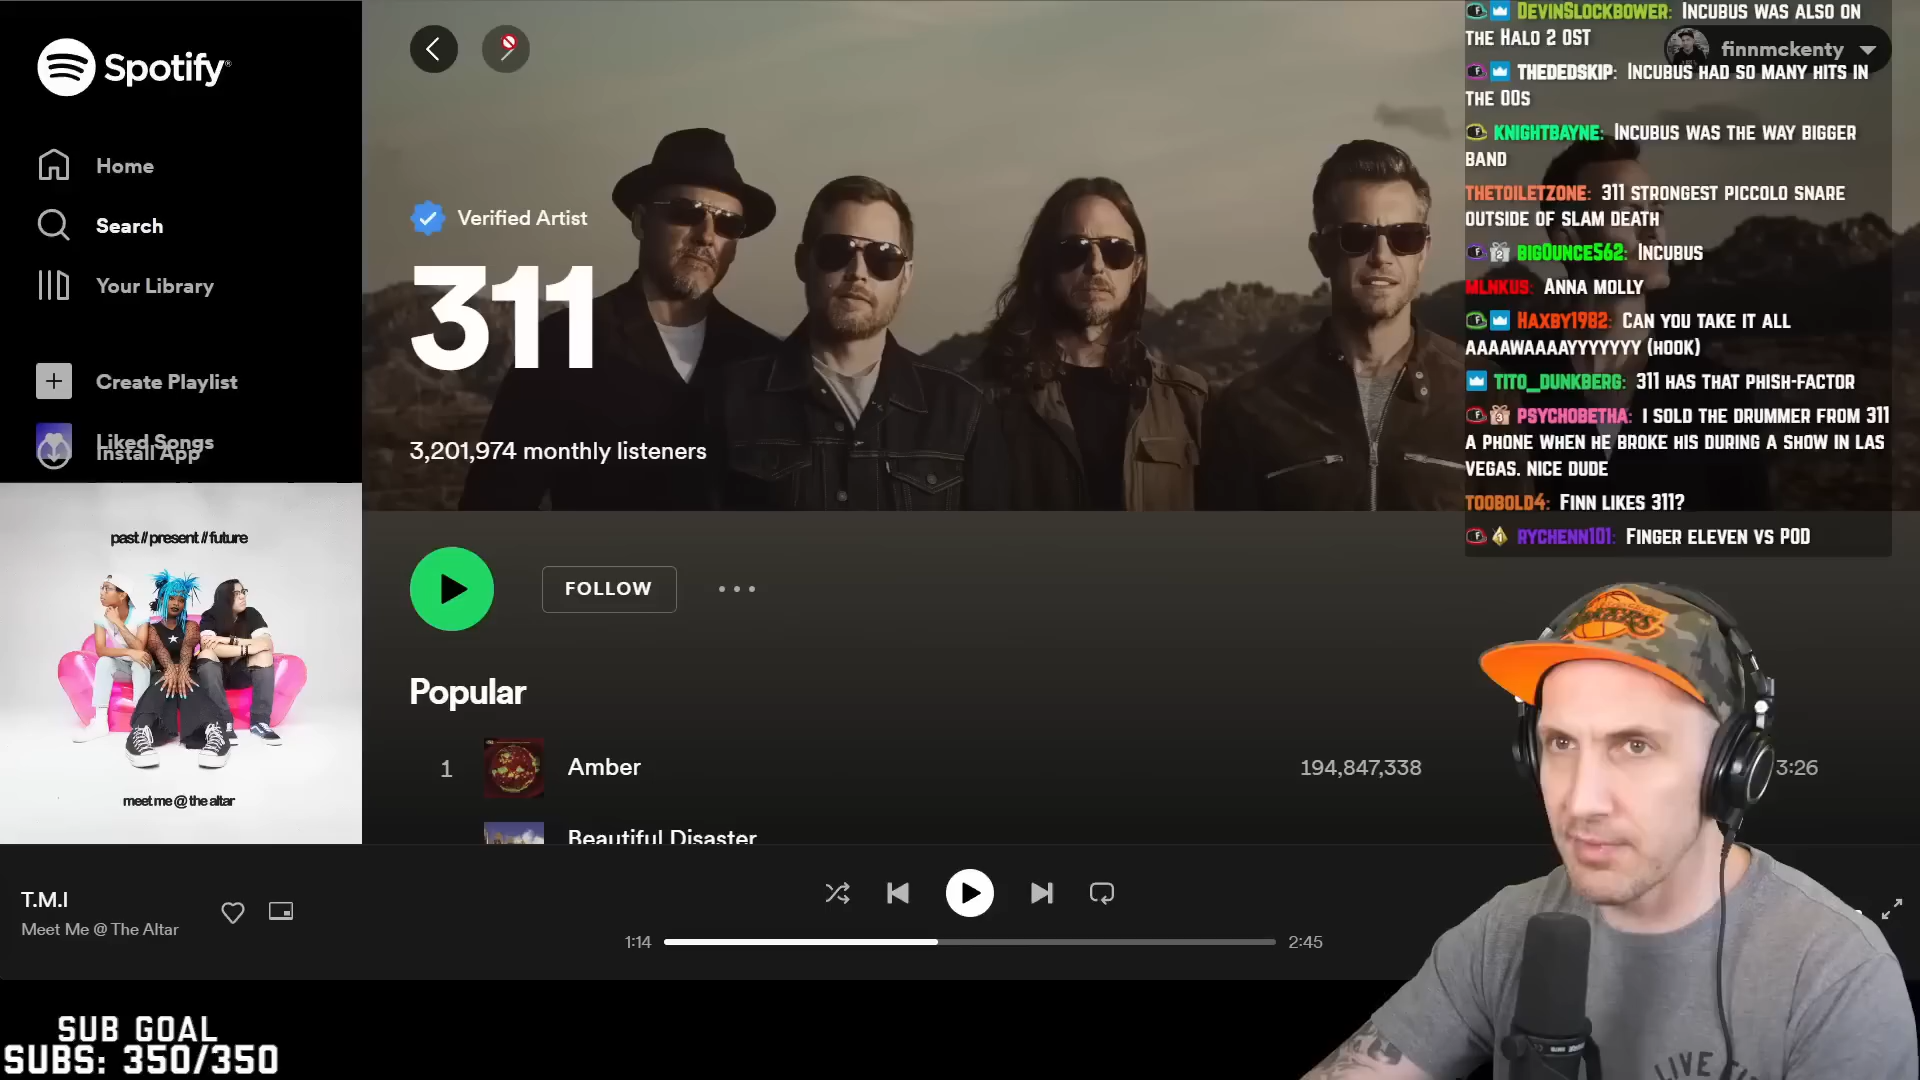 Spotify
Home
Search
Your Library
Create Playlist
Liked Songs
Install App
past // present // future
meet me @ the altar
Verified Artist
311
3,201,974 monthly listeners
FOLLOW
Popular
1 Amber 194,847,338 3:26
Beautiful Disaster
finnmckenty
DevinSlockbower: Incubus was also on
the Halo 2 OST
TheDedSkip: Incubus had so many hits in
the 00s
KnightBayne: Incubus was the way bigger
band
TheToiletZone: 311 strongest piccolo snare
outside of slam death
BigOunce562: Incubus
mlnkus: Anna Molly
Haxby1982: Can you take it all
aaaawaaaayyyyyyy (hook)
Tito_Dunkberg: 311 has that phish-factor
psychobetha: I sold the drummer from 311
a phone when he broke his during a show in Las
Vegas. Nice dude
toobold4: Finn likes 311?
rychenn101: Finger Eleven vs POD
T.M.I
Meet Me @ The Altar
1:14
2:45
SUB GOAL
SUBS: 350/350